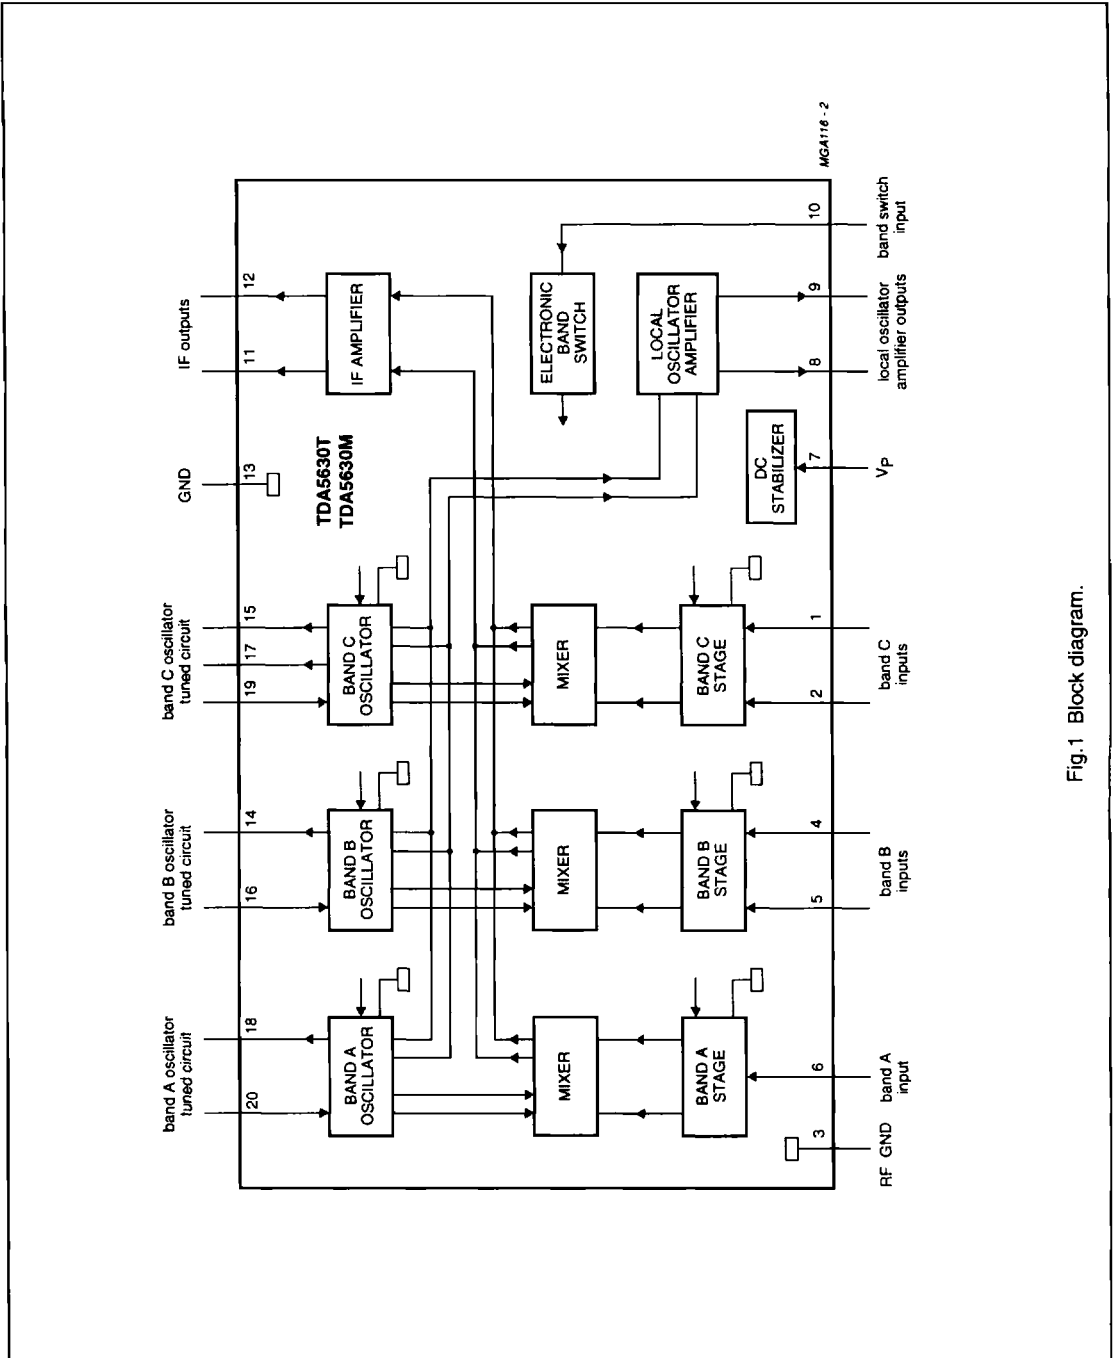 band A oscillator
tuned circuit
band B oscillator
tuned circuit
band C oscillator
tuned circuit
GND
IF outputs
20
18
16
14
19
17
15
13
11
12
BAND A
OSCILLATOR
BAND B
OSCILLATOR
BAND C
OSCILLATOR
TDA5630T
TDA5630M
IF AMPLIFIER
MIXER
MIXER
MIXER
ELECTRONIC
BAND
SWITCH
BAND A
STAGE
BAND B
STAGE
BAND C
STAGE
LOCAL
OSCILLATOR
AMPLIFIER
DC
STABILIZER
3
6
5
4
2
1
7
8
9
10
RF GND
band A
input
band B
inputs
band C
inputs
VP
local oscillator
amplifier outputs
band switch
input
MGA116 - 2
Fig.1 Block diagram.